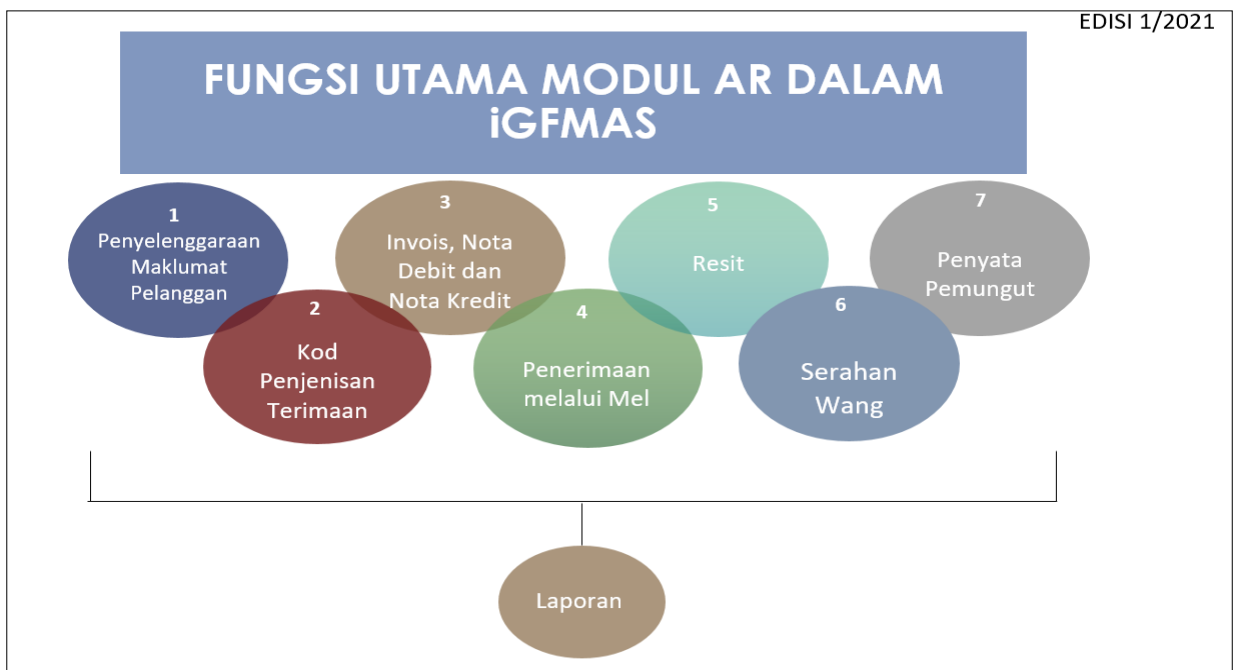 EDISI 1/2021
FUNGSI UTAMA MODUL AR DALAM
iGFMAS
1
Penyelenggaraan
Maklumat
Pelanggan
2
Kod
Penjenisan
Terimaan
3
Invois, Nota
Debit dan
Nota Kredit
4
Penerimaan
melalui Mel
5
Resit
6
Serahan
Wang
7
Penyata
Pemungut
Laporan